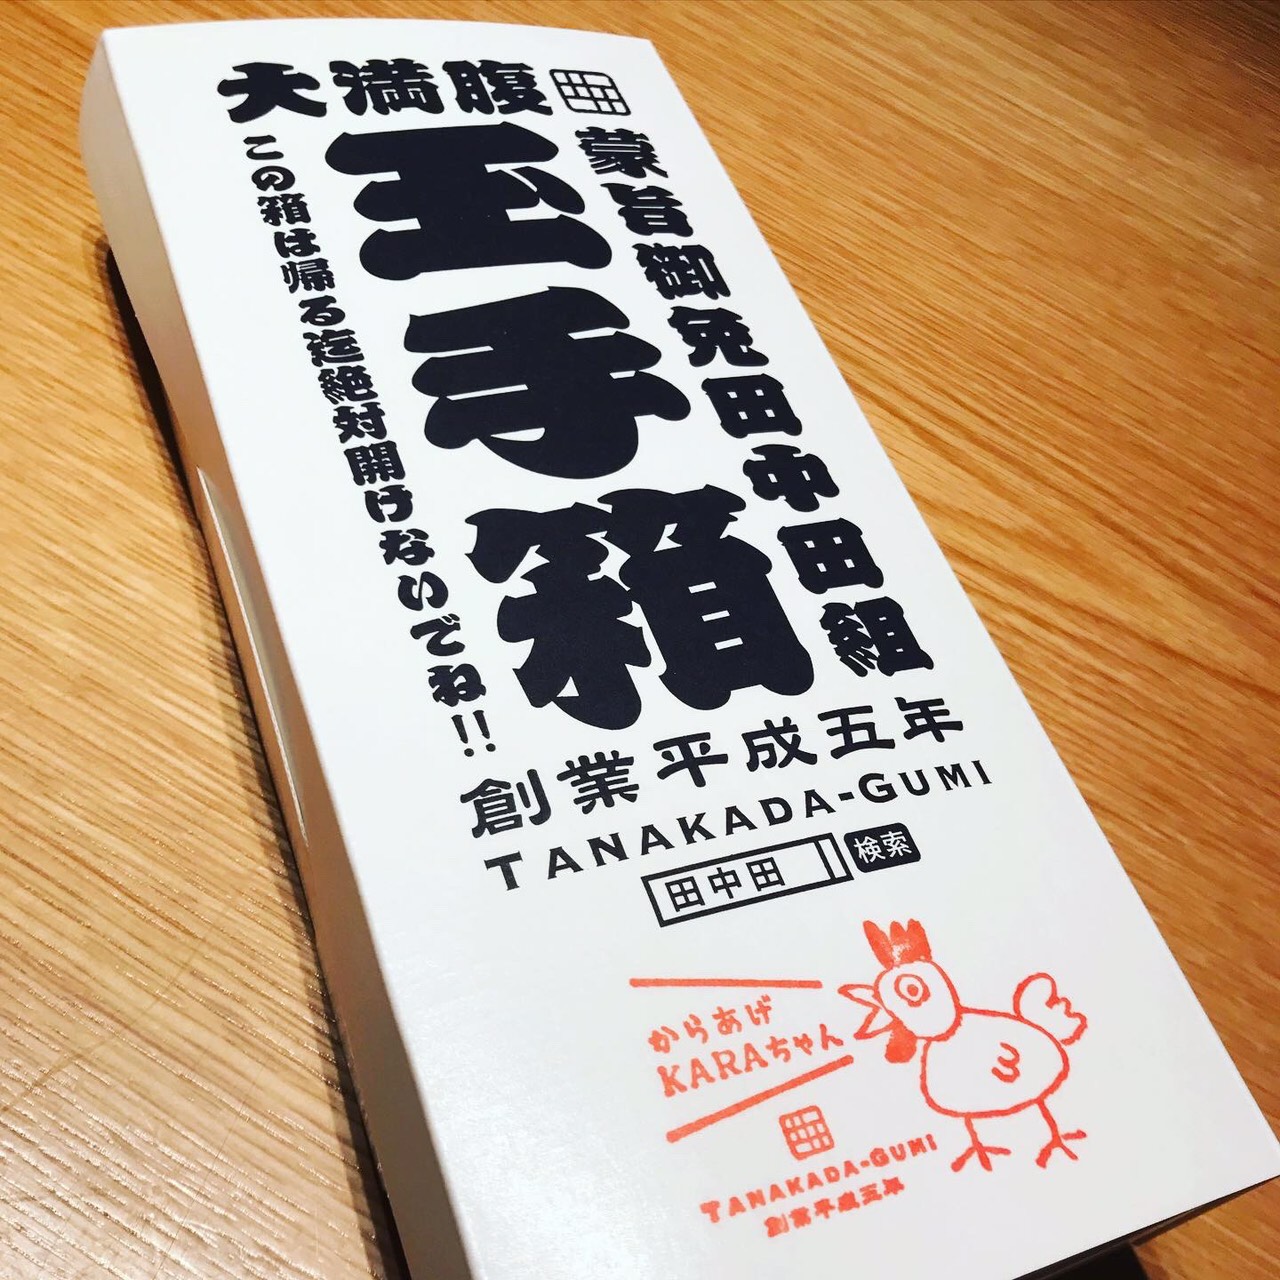 大満腹
蒙旨御免田中田組
玉手箱
この箱は帰る迄絶対開けないでね!!
創業平成五年
TANAKADA-GUMI
田中田 検索
からあげ
KARAちゃん
TANAKADA-GUMI
創業平成五年